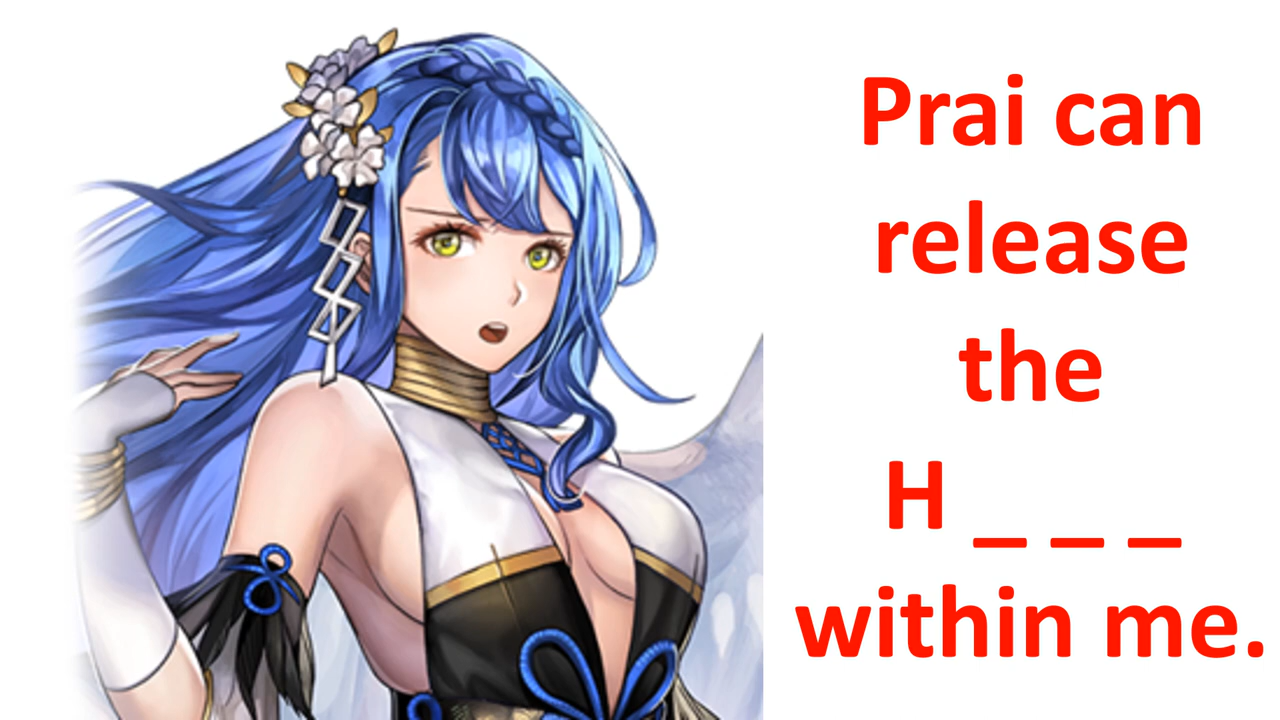 Prai can
release
the
H _ _ _
within me.